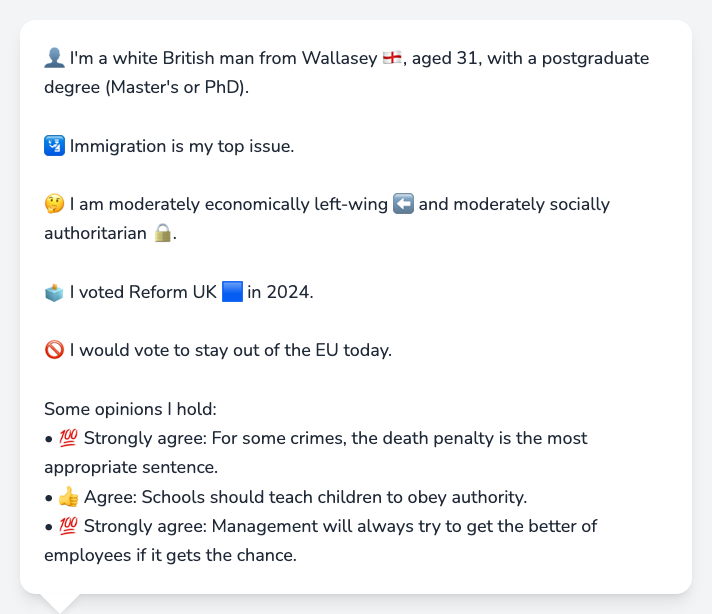 👤 I'm a white British man from Wallasey 🏴󠁧󠁢󠁥󠁮󠁧󠁿, aged 31, with a postgraduate
degree (Master's or PhD).
🛂 Immigration is my top issue.
🤔 I am moderately economically left-wing ⬅️ and moderately socially
authoritarian 🔒.
🗳️ I voted Reform UK 🟦 in 2024.
🚫 I would vote to stay out of the EU today.
Some opinions I hold:
• 💯 Strongly agree: For some crimes, the death penalty is the most
appropriate sentence.
• 👍 Agree: Schools should teach children to obey authority.
• 💯 Strongly agree: Management will always try to get the better of
employees if it gets the chance.